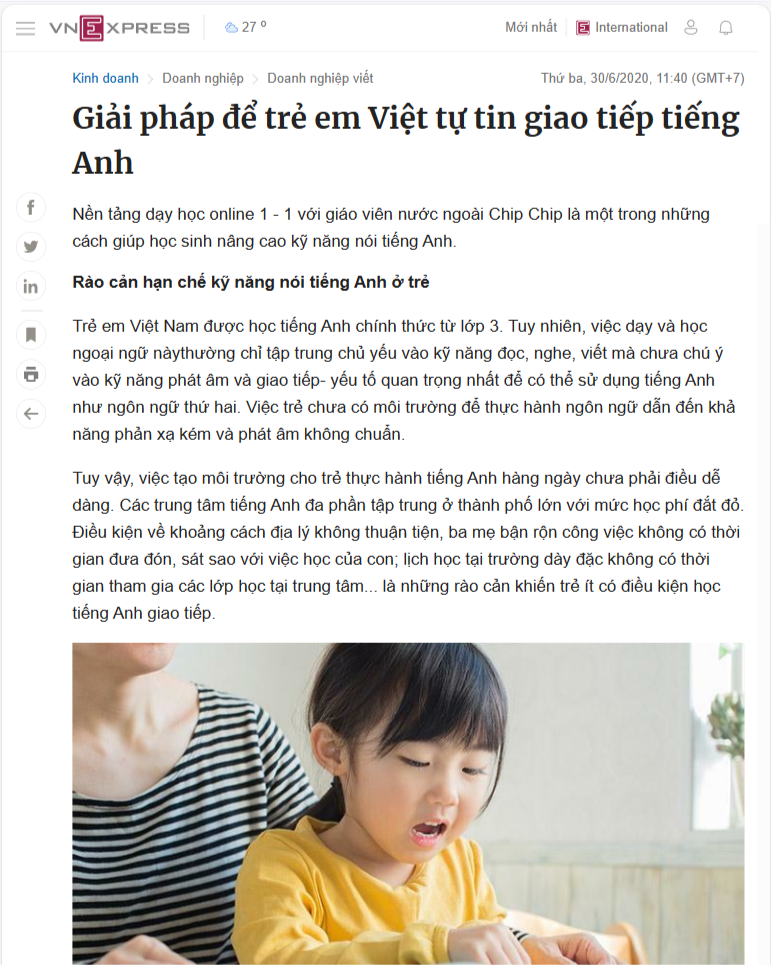 VNEXPRESS
27 °
Mới nhất
E International
Kinh doanh
Doanh nghiệp
Doanh nghiệp viết
Thứ ba, 30/6/2020, 11:40 (GMT+7)
Giải pháp để trẻ em Việt tự tin giao tiếp tiếng
Anh
Nền tảng dạy học online 1 - 1 với giáo viên nước ngoài Chip Chip là một trong những
cách giúp học sinh nâng cao kỹ năng nói tiếng Anh.
Rào cản hạn chế kỹ năng nói tiếng Anh ở trẻ
Trẻ em Việt Nam được học tiếng Anh chính thức từ lớp 3. Tuy nhiên, việc dạy và học
ngoại ngữ nàythường chỉ tập trung chủ yếu vào kỹ năng đọc, nghe, viết mà chưa chú ý
vào kỹ năng phát âm và giao tiếp- yếu tố quan trọng nhất để có thể sử dụng tiếng Anh
như ngôn ngữ thứ hai. Việc trẻ chưa có môi trường để thực hành ngôn ngữ dẫn đến khả
năng phản xạ kém và phát âm không chuẩn.
Tuy vậy, việc tạo môi trường cho trẻ thực hành tiếng Anh hàng ngày chưa phải điều dễ
dàng. Các trung tâm tiếng Anh đa phần tập trung ở thành phố lớn với mức học phí đắt đỏ.
Điều kiện về khoảng cách địa lý không thuận tiện, ba mẹ bận rộn công việc không có thời
gian đưa đón, sát sao với việc học của con; lịch học tại trường dày đặc không có thời
gian tham gia các lớp học tại trung tâm... là những rào cản khiến trẻ ít có điều kiện học
tiếng Anh giao tiếp.